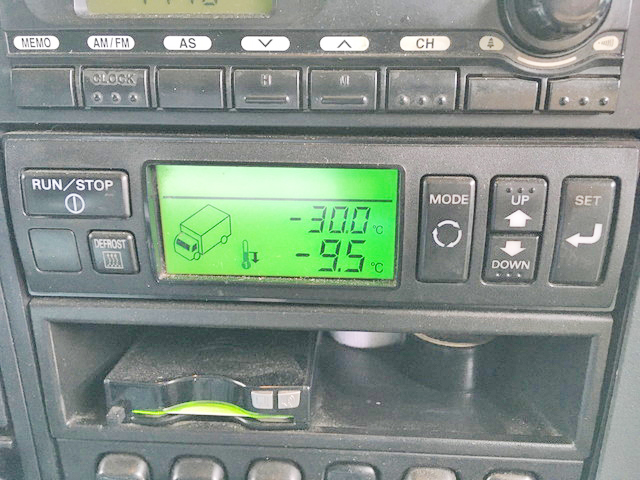 MEMO AM/FM AS CH
CLOCK H M
RUN/STOP
DEFROST
-30.0 °C
-9.5 °C
MODE UP SET
DOWN